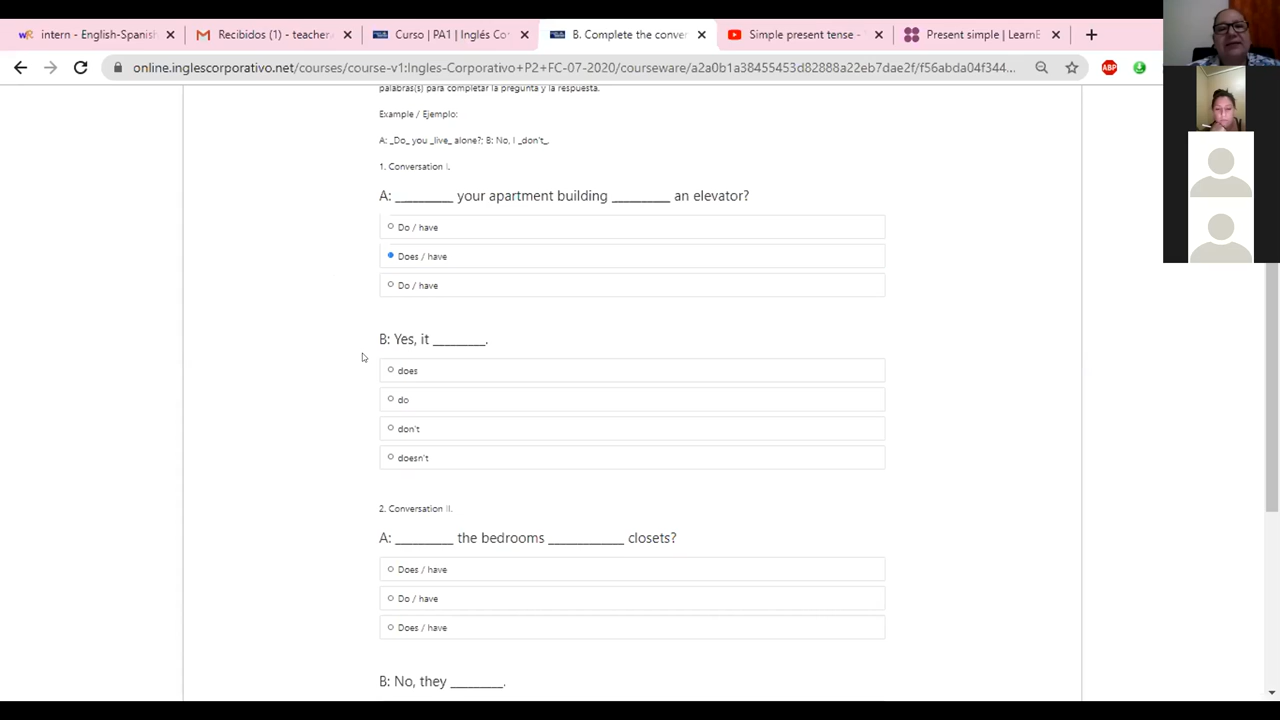 intern - English-Spanish
Recibidos (1) - teacher
Curso | PA1 | Inglés Co
B. Complete the conver
Simple present tense -
Present simple | LearnE
online.inglescorporativo.net/courses/course-v1:Ingles-Corporativo+P2+FC-07-2020/courseware/a2a0b1a38455453d82888a22eb7dae2f/f56abda04f344...
ABP
palabras(s) para completar la pregunta y la respuesta.
Example / Ejemplo:
A: _Do_ you _live_ alone?; B: No, I _don't_.
1. Conversation I.
A: ________ your apartment building ________ an elevator?
Do / have
Does / have
Do / have
B: Yes, it _______.
does
do
don't
doesn't
2. Conversation II.
A: ________ the bedrooms __________ closets?
Does / have
Do / have
Does / have
B: No, they _______.